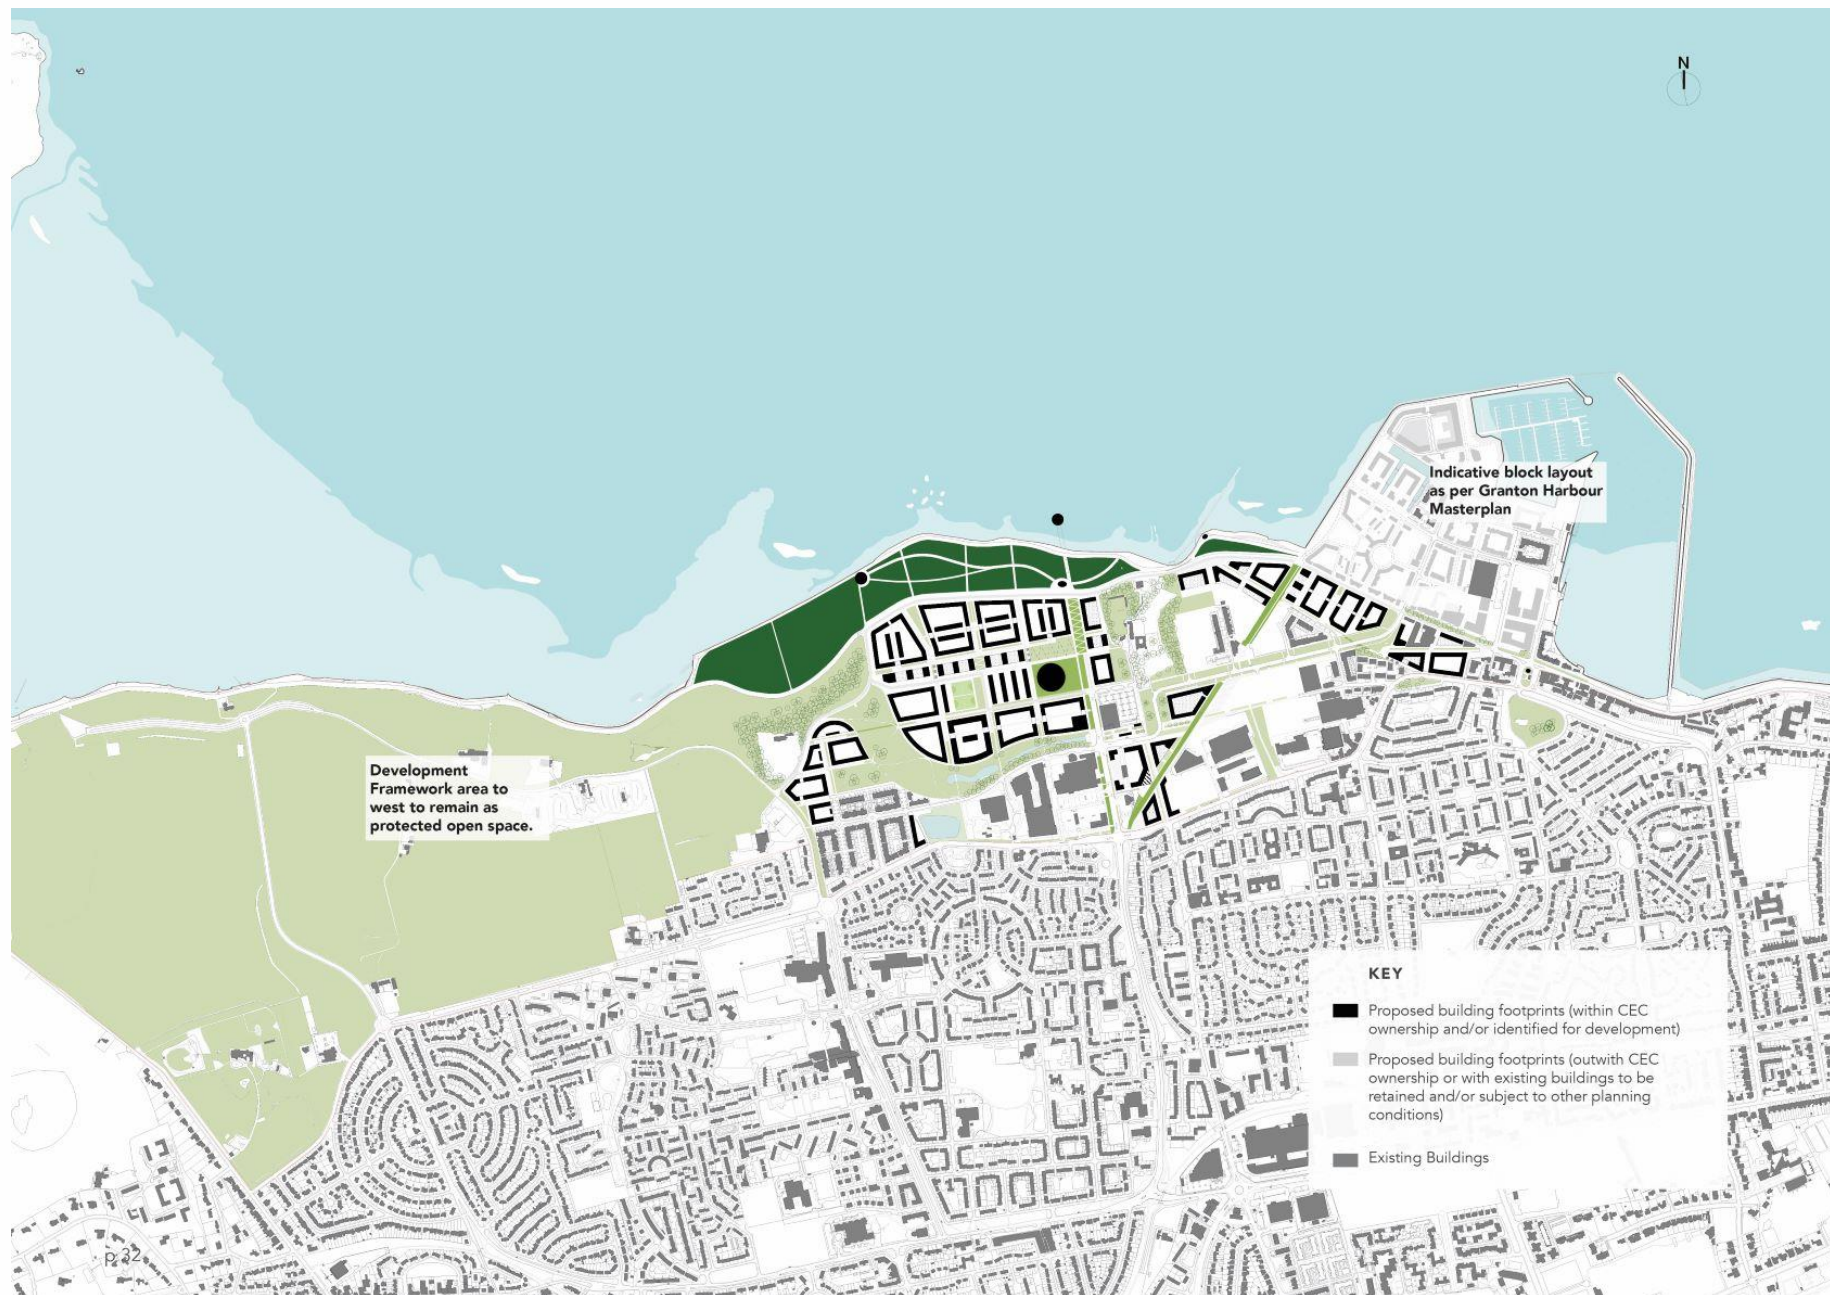 N
Indicative block layout
as per Granton Harbour
Masterplan
Development
Framework area to
west to remain as
protected open space.
KEY
Proposed building footprints (within CEC
ownership and/or identified for development)
Proposed building footprints (outwith CEC
ownership or with existing buildings to be
retained and/or subject to other planning
conditions)
Existing Buildings
p. 32